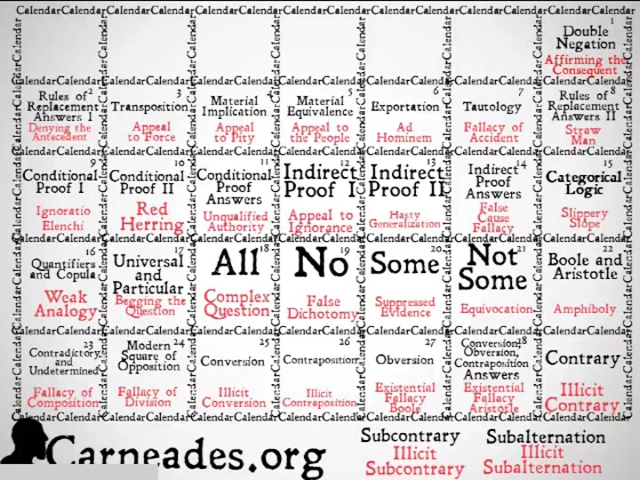 CalendarCalendarCalendarCalendarCalendarCalendarCalendarCalendarCalendarCalendarCalendarCalendarCalendarCalendar
1
Double
Negation
Affirming the
Consequent
CalendarCalendarCalendarCalendarCalendarCalendarCalendarCalendarCalendarCalendarCalendarCalendarCalendarCalendar
2
Rules of
Replacement
Answers I
Denying the
Antecedent
3
Transposition
Appeal
to Force
4
Material
Implication
Appeal
to Pity
5
Material
Equivalence
Appeal to
the People
6
Exportation
Ad
Hominem
7
Tautology
Fallacy of
Accident
8
Rules of
Replacement
Answers II
Straw
Man
CalendarCalendarCalendarCalendarCalendarCalendarCalendarCalendarCalendarCalendarCalendarCalendarCalendarCalendar
9
Conditional
Proof I
Ignoratio
Elenchi
10
Conditional
Proof II
Red
Herring
11
Conditional
Proof
Answers
Unqualified
Authority
12
Indirect
Proof I
Appeal to
Ignorance
13
Indirect
Proof II
Hasty
Generalization
14
Indirect
Proof
Answers
False
Cause
Fallacy
15
Categorical
Logic
Slippery
Slope
CalendarCalendarCalendarCalendarCalendarCalendarCalendarCalendarCalendarCalendarCalendarCalendarCalendarCalendar
16
Quantifiers
and Copula
Weak
Analogy
17
Universal
and
Particular
Begging the
Question
18
All
Complex
Question
19
No
False
Dichotomy
20
Some
Suppressed
Evidence
21
Not
Some
Equivocation
22
Boole and
Aristotle
Amphiboly
CalendarCalendarCalendarCalendarCalendarCalendarCalendarCalendarCalendarCalendarCalendarCalendarCalendarCalendar
23
Contradictory
and
Undetermined
Fallacy of
Composition
24
Modern
Square of
Opposition
Fallacy of
Division
25
Conversion
Illicit
Conversion
26
Contraposition
Illicit
Contraposition
27
Obversion
Existential
Fallacy
Boole
28
Conversion,
Obversion,
Contraposition
Answers
Existential
Fallacy
Aristotle
Contrary
Illicit
Contrary
CalendarCalendarCalendarCalendarCalendarCalendarCalendarCalendarCalendarCalendarCalendarCalendarCalendarCalendar
Carneades.org
Subcontrary
Illicit
Subcontrary
Subalternation
Illicit
Subalternation